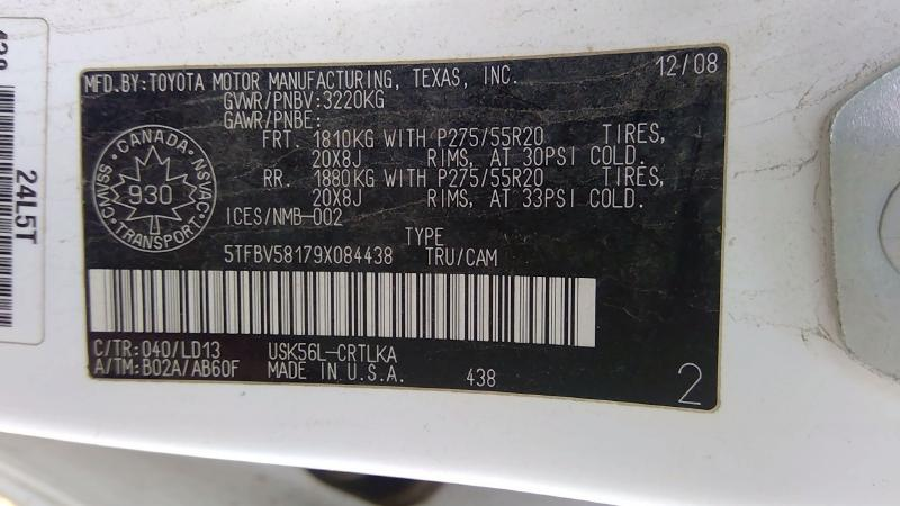 MFD.BY:TOYOTA MOTOR MANUFACTURING, TEXAS, INC. 12/08
GVWR/PNBV:3220KG
GAWR/PNBE:
FRT. 1810KG WITH P275/55R20 TIRES,
20X8J RIMS, AT 30PSI COLD.
RR. 1880KG WITH P275/55R20 TIRES,
20X8J RIMS, AT 33PSI COLD.
ICES/NMB-002
CANADA
CMVSS NSVAC
930
TRANSPORT
TYPE
5TFBV58179X084438 TRU/CAM
C/TR: 040/LD13 USK56L-CRTLKA
A/TM: B02A/AB60F MADE IN U.S.A. 438 2
24L5T